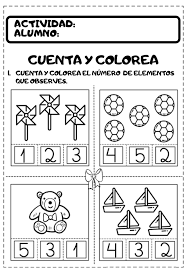 ACTIVIDAD:
ALUMNO:
CUENTA Y COLOREA
1. CUENTA Y COLOREA EL NÚMERO DE ELEMENTOS
QUE OBSERVES.
1 2 3
4 5 2
5 3 1
4 3 2